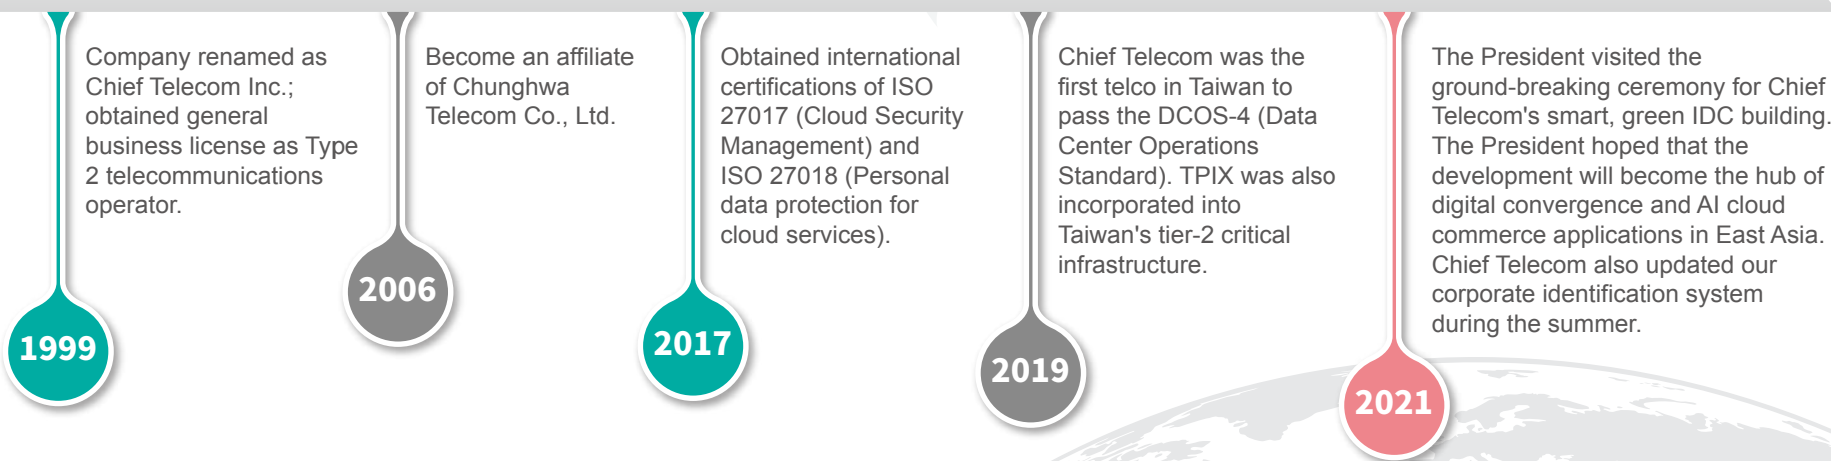 Company renamed as
Chief Telecom Inc.;
obtained general
business license as Type
2 telecommunications
operator.
1999
Become an affiliate
of Chunghwa
Telecom Co., Ltd.
2006
Obtained international
certifications of ISO
27017 (Cloud Security
Management) and
ISO 27018 (Personal
data protection for
cloud services).
2017
Chief Telecom was the
first telco in Taiwan to
pass the DCOS-4 (Data
Center Operations
Standard). TPIX was also
incorporated into
Taiwan's tier-2 critical
infrastructure.
2019
The President visited the
ground-breaking ceremony for Chief
Telecom's smart, green IDC building.
The President hoped that the
development will become the hub of
digital convergence and AI cloud
commerce applications in East Asia.
Chief Telecom also updated our
corporate identification system
during the summer.
2021